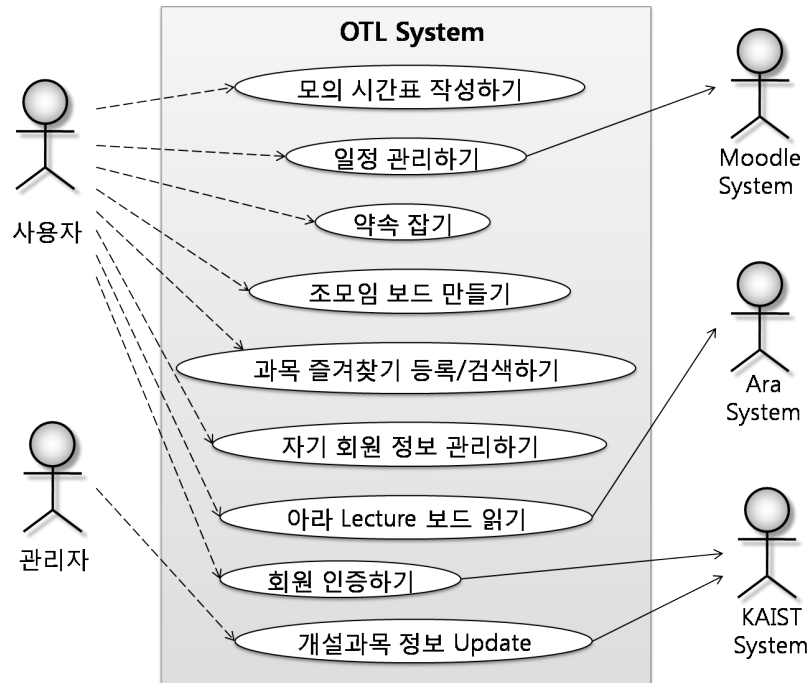 OTL System
모의 시간표 작성하기
일정 관리하기
Moodle
System
약속 잡기
사용자
조모임 보드 만들기
과목 즐겨찾기 등록/검색하기
Ara
System
자기 회원 정보 관리하기
아라 Lecture 보드 읽기
관리자
회원 인증하기
개설과목 정보 Update
KAIST
System